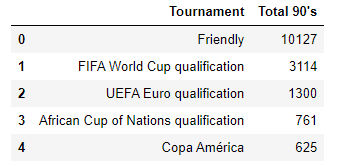 Tournament Total 90's
0 Friendly 10127
1 FIFA World Cup qualification 3114
2 UEFA Euro qualification 1300
3 African Cup of Nations qualification 761
4 Copa América 625